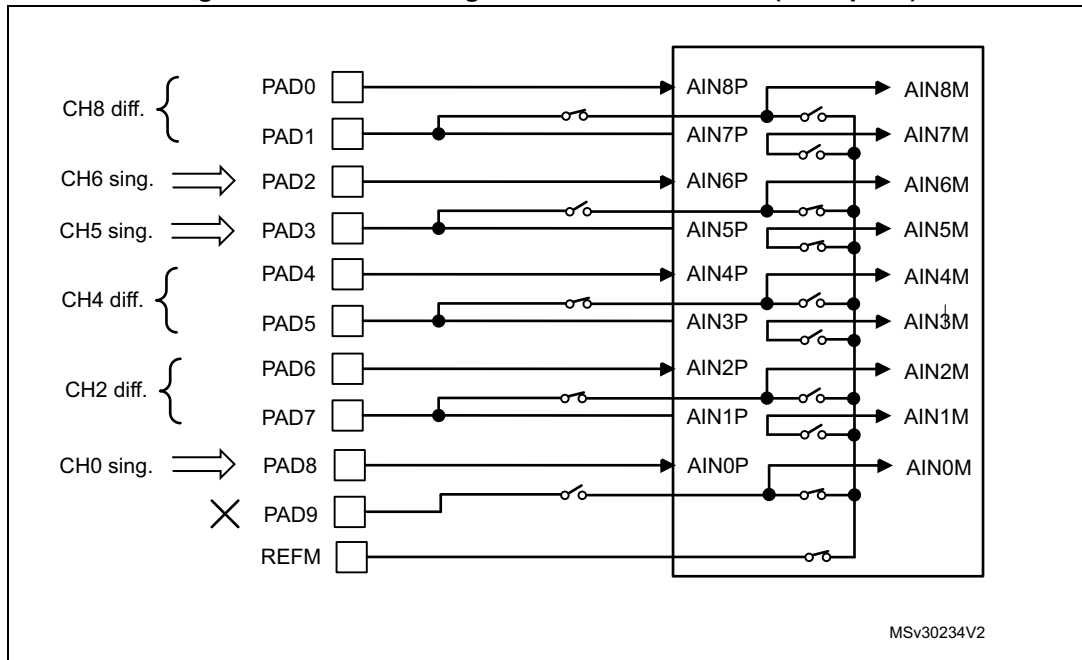 CH8 diff.
PAD0
AIN8P
AIN8M
PAD1
AIN7P
AIN7M
CH6 sing.
PAD2
AIN6P
AIN6M
CH5 sing.
PAD3
AIN5P
AIN5M
CH4 diff.
PAD4
AIN4P
AIN4M
PAD5
AIN3P
AIN3M
CH2 diff.
PAD6
AIN2P
AIN2M
PAD7
AIN1P
AIN1M
CH0 sing.
PAD8
AIN0P
AIN0M
PAD9
REFM
MSv30234V2